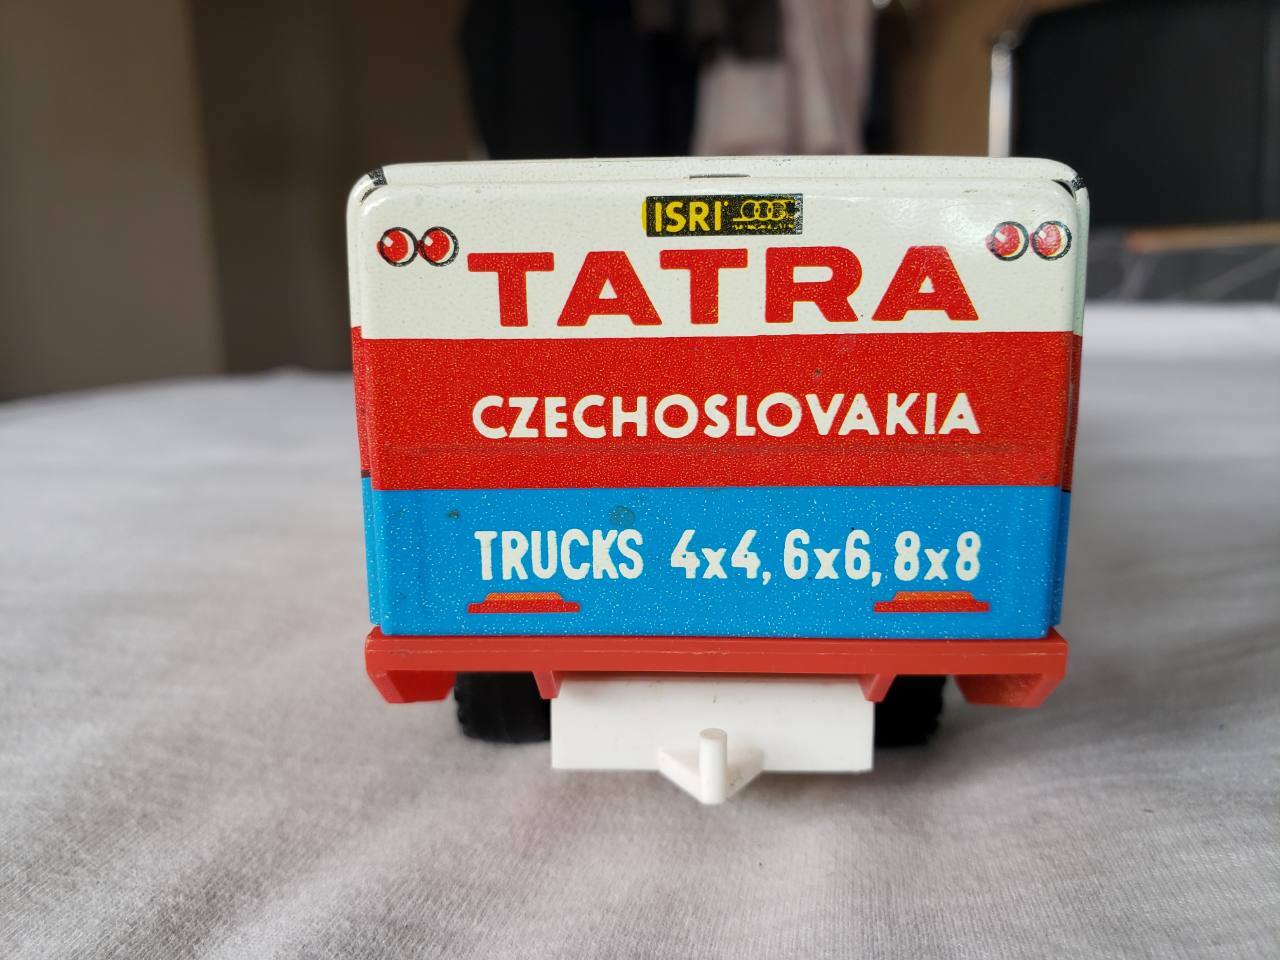 ISRI
TATRA
CZECHOSLOVAKIA
TRUCKS 4x4, 6x6, 8x8